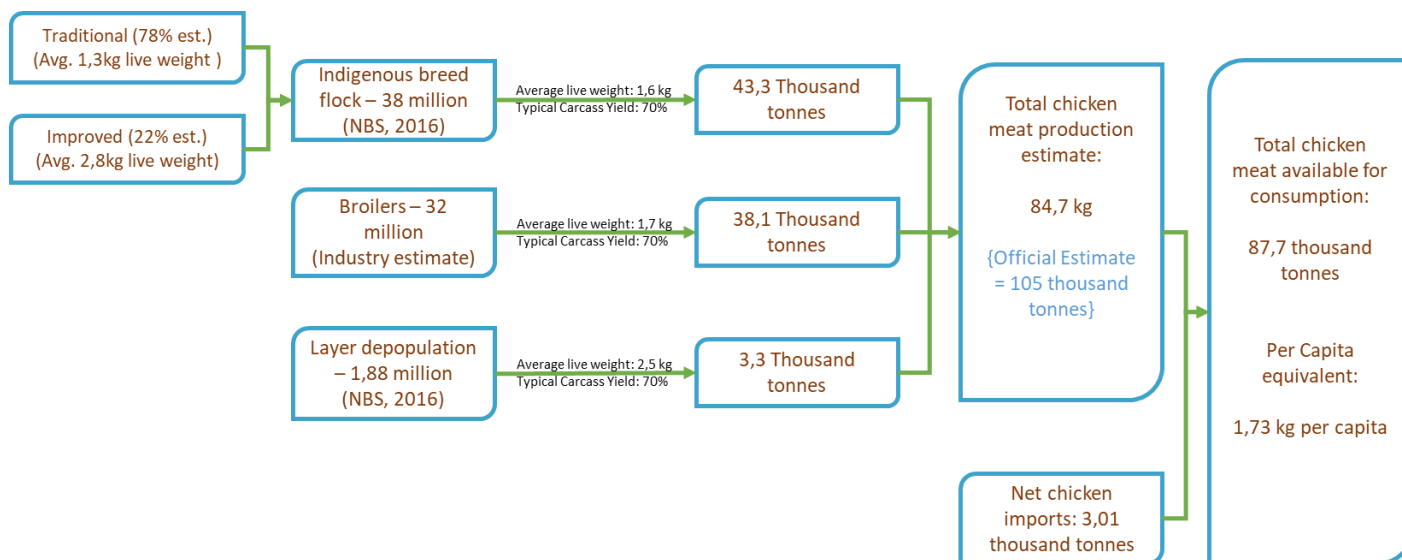 Traditional (78% est.)
(Avg. 1,3kg live weight )
Improved (22% est.)
(Avg. 2,8kg live weight)
Indigenous breed
flock – 38 million
(NBS, 2016)
Average live weight: 1,6 kg
Typical Carcass Yield: 70%
43,3 Thousand
tonnes
Broilers – 32
million
(Industry estimate)
Average live weight: 1,7 kg
Typical Carcass Yield: 70%
38,1 Thousand
tonnes
Layer depopulation
– 1,88 million
(NBS, 2016)
Average live weight: 2,5 kg
Typical Carcass Yield: 70%
3,3 Thousand
tonnes
Total chicken
meat production
estimate:
84,7 kg
{Official Estimate
= 105 thousand
tonnes}
Net chicken
imports: 3,01
thousand tonnes
Total chicken
meat available for
consumption:
87,7 thousand
tonnes
Per Capita
equivalent:
1,73 kg per capita